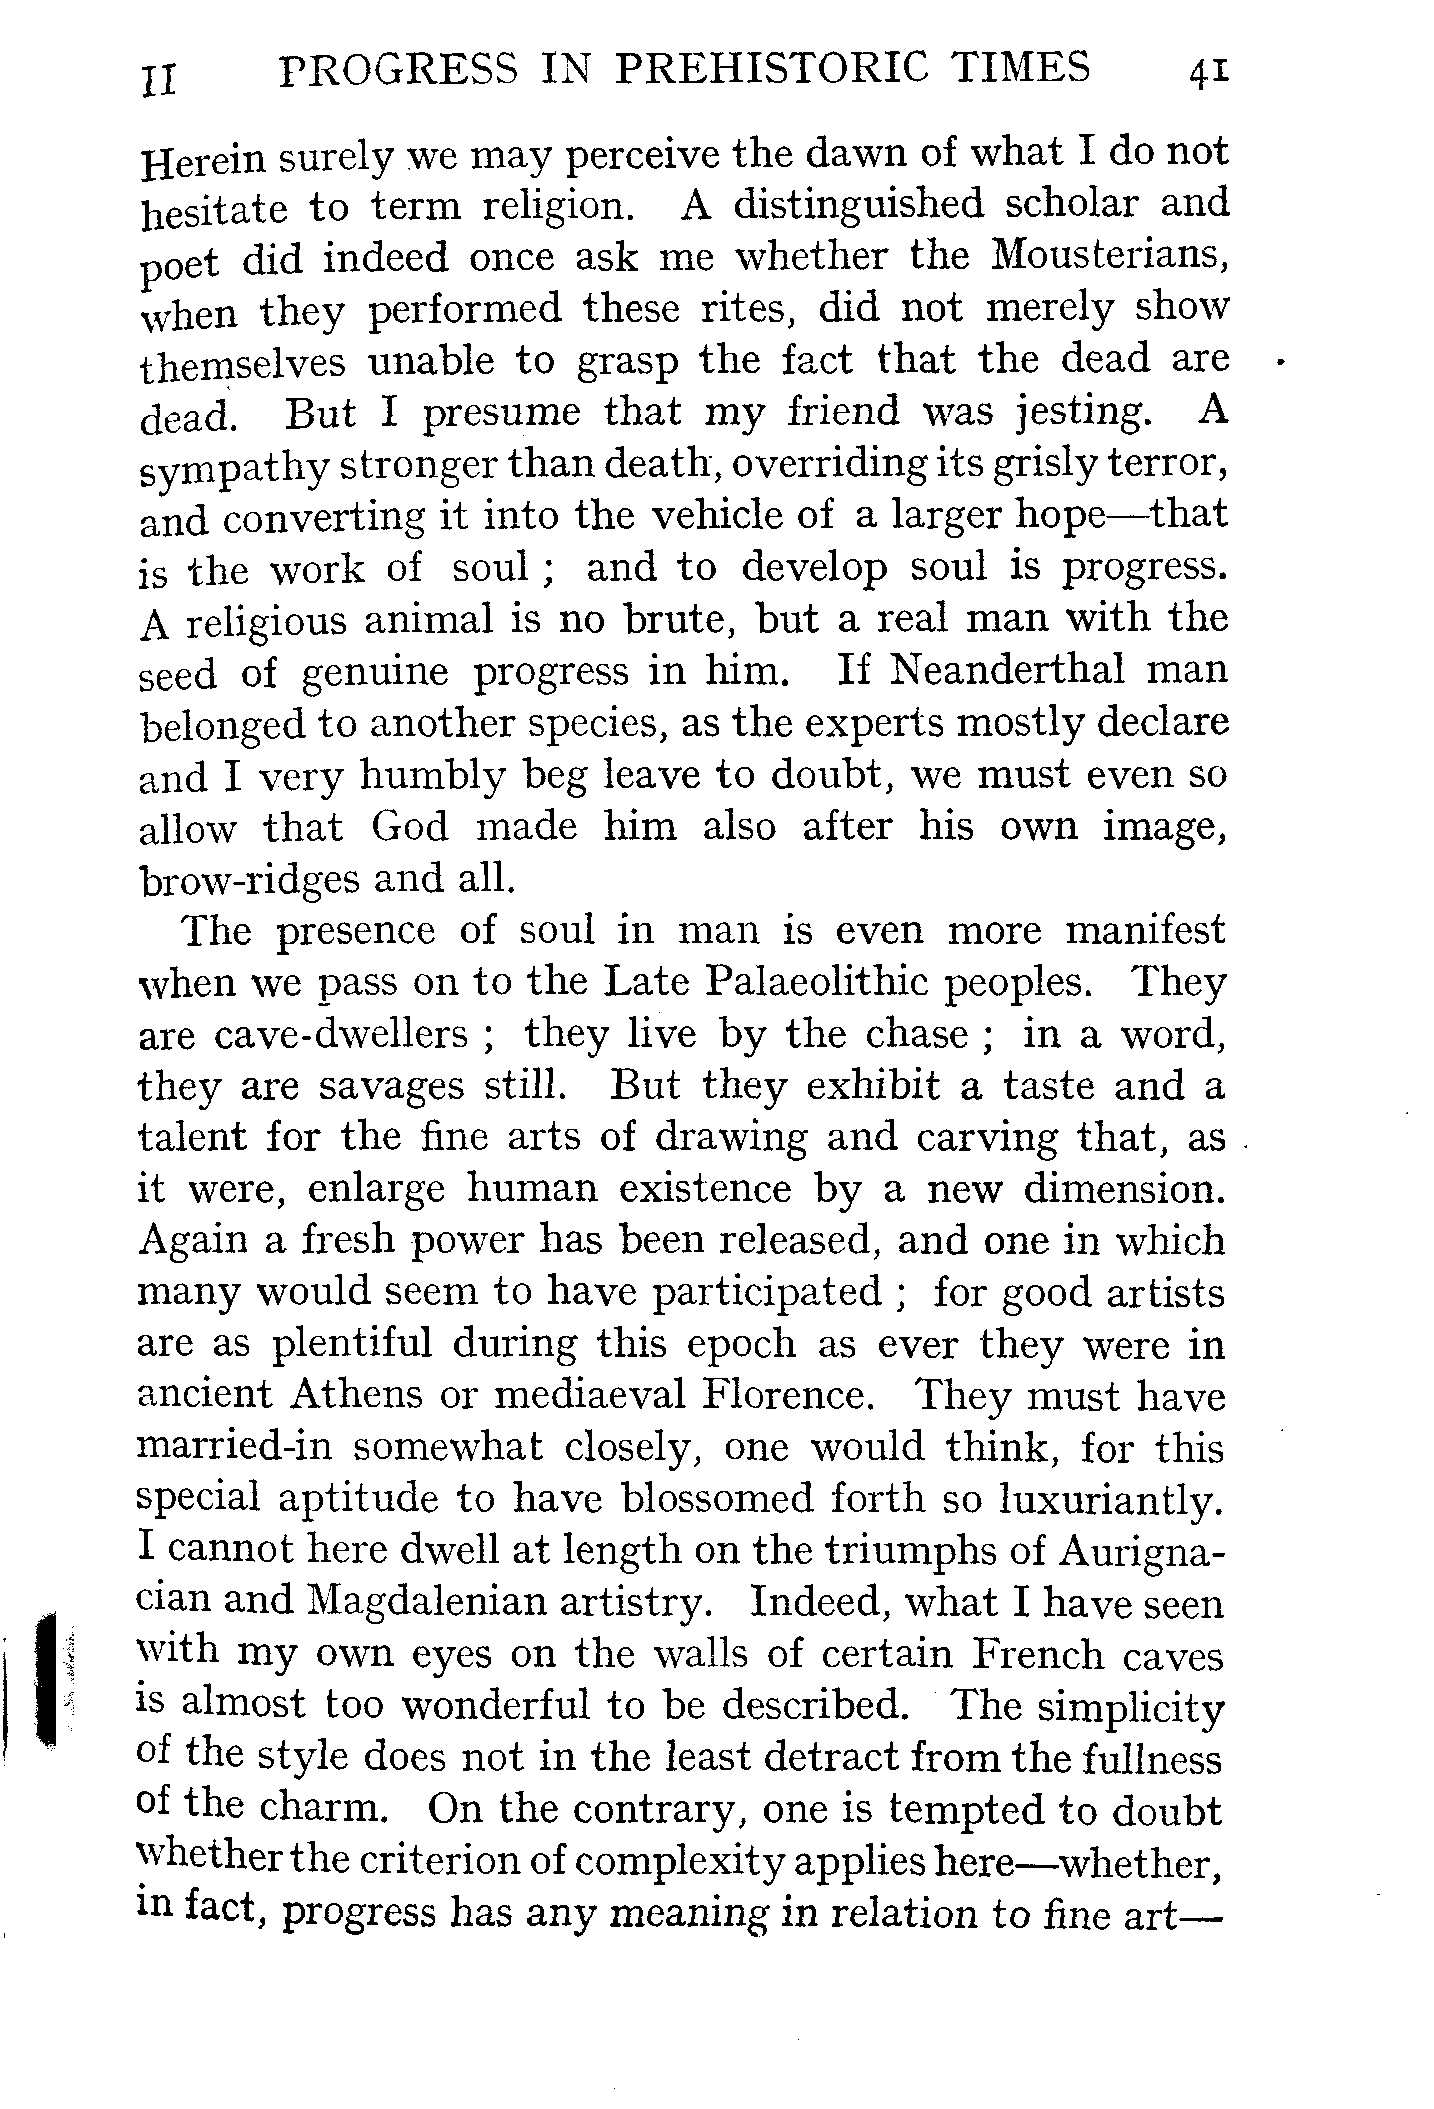 II PROGRESS IN PREHISTORIC TIMES 41
Herein surely we may perceive the dawn of what I do not
hesitate to term religion. A distinguished scholar and
poet did indeed once ask me whether the Mousterians,
when they performed these rites, did not merely show
themselves unable to grasp the fact that the dead are
dead. But I presume that my friend was jesting. A
sympathy stronger than death, overriding its grisly terror,
and converting it into the vehicle of a larger hope—that
is the work of soul ; and to develop soul is progress.
A religious animal is no brute, but a real man with the
seed of genuine progress in him. If Neanderthal man
belonged to another species, as the experts mostly declare
and I very humbly beg leave to doubt, we must even so
allow that God made him also after his own image,
brow-ridges and all.
The presence of soul in man is even more manifest
when we pass on to the Late Palaeolithic peoples. They
are cave-dwellers ; they live by the chase ; in a word,
they are savages still. But they exhibit a taste and a
talent for the fine arts of drawing and carving that, as
it were, enlarge human existence by a new dimension.
Again a fresh power has been released, and one in which
many would seem to have participated ; for good artists
are as plentiful during this epoch as ever they were in
ancient Athens or mediaeval Florence. They must have
married-in somewhat closely, one would think, for this
special aptitude to have blossomed forth so luxuriantly.
I cannot here dwell at length on the triumphs of Aurigna-
cian and Magdalenian artistry. Indeed, what I have seen
with my own eyes on the walls of certain French caves
is almost too wonderful to be described. The simplicity
of the style does not in the least detract from the fullness
of the charm. On the contrary, one is tempted to doubt
whether the criterion of complexity applies here—whether,
in fact, progress has any meaning in relation to fine art—